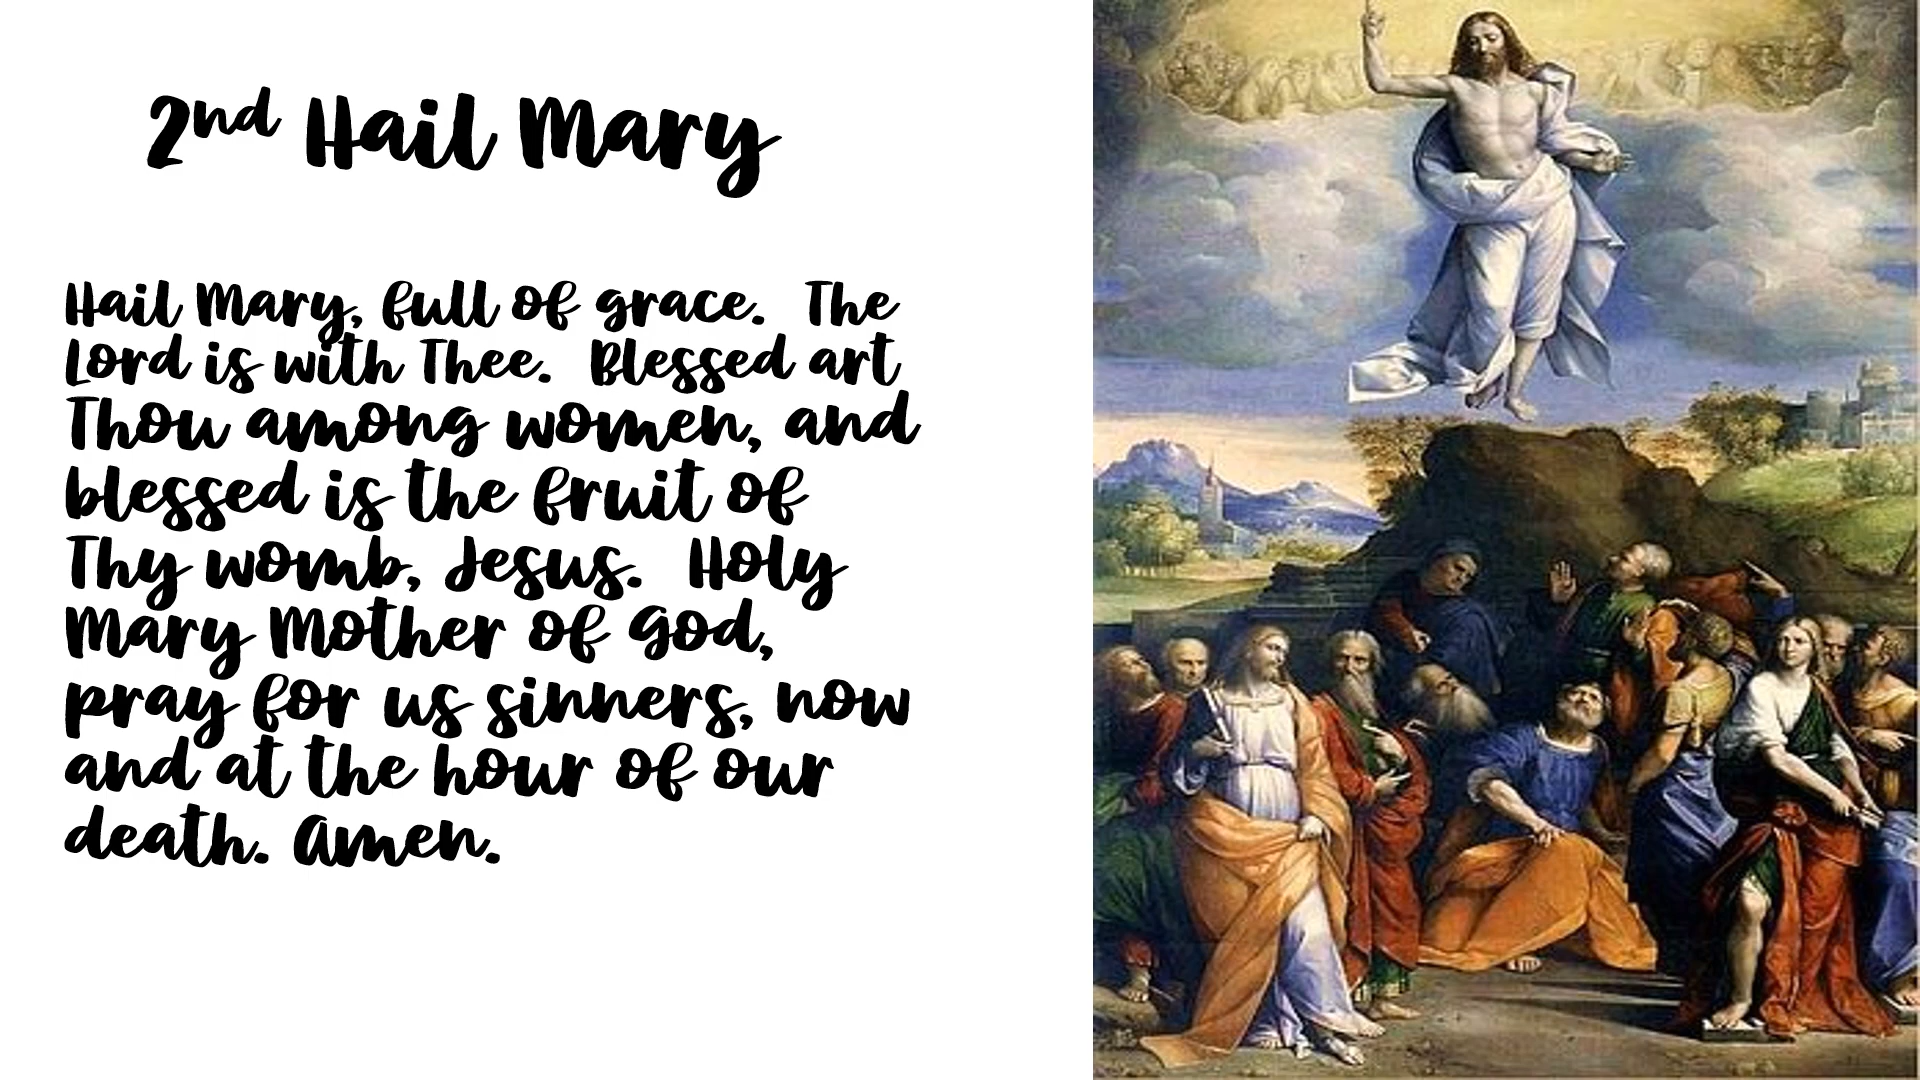 2nd Hail Mary
Hail Mary, full of grace.  The
Lord is with Thee.  Blessed art
Thou among women, and
blessed is the fruit of
Thy womb, Jesus.  Holy
Mary Mother of God,
pray for us sinners, now
and at the hour of our
death. Amen.